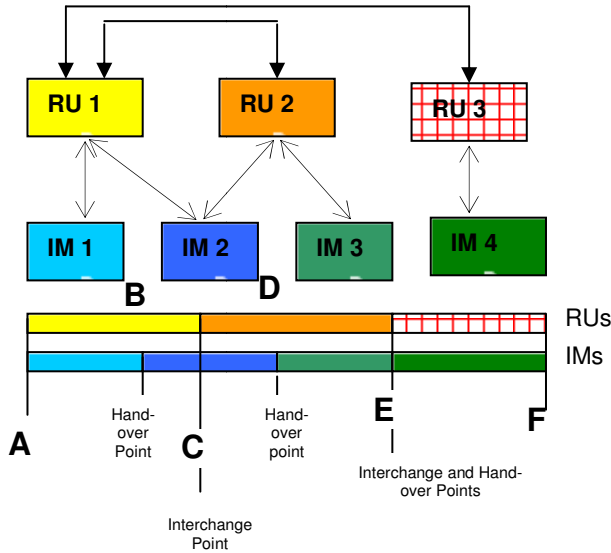 RU 1
RU 2
RU 3
IM 1
IM 2
IM 3
IM 4
B
D
RUs
IMs
A
Hand-
over
Point
C
Hand-
over
point
E
F
Interchange and Hand-
over Points
Interchange
Point